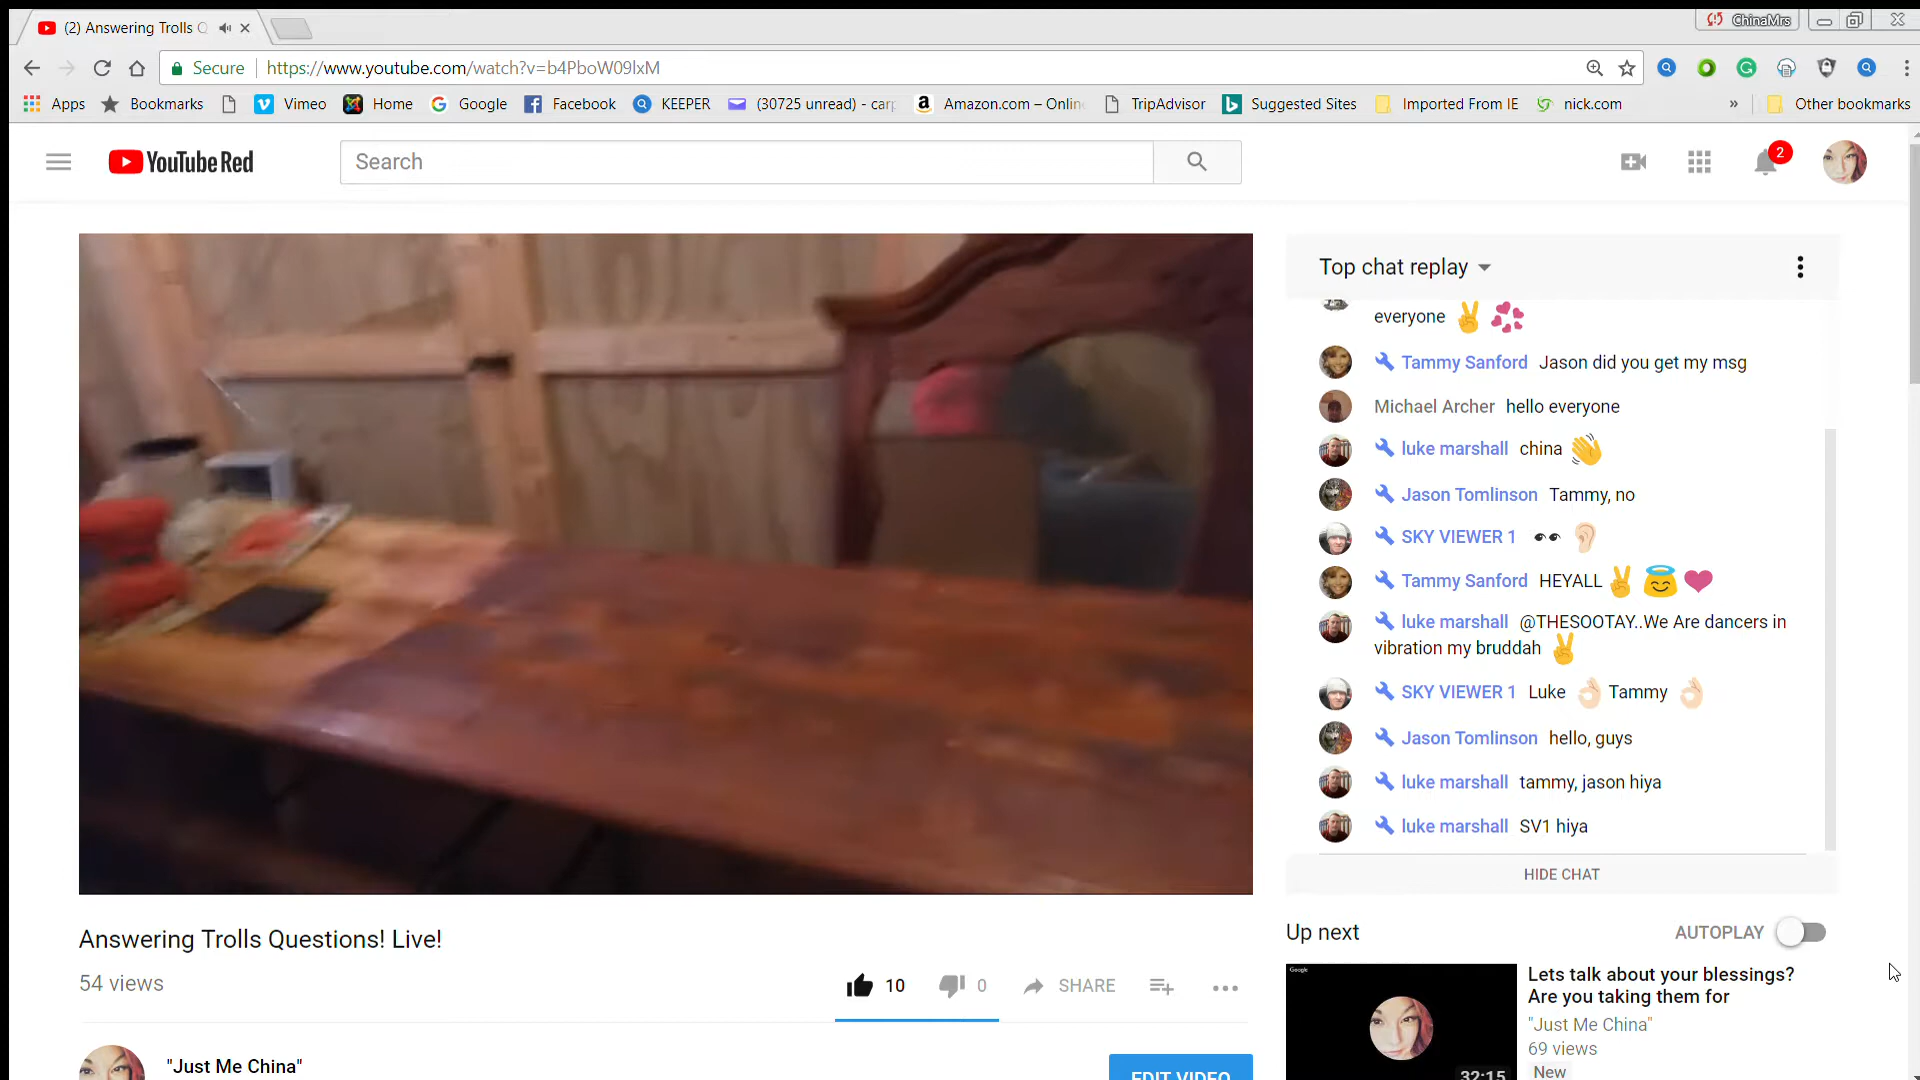 (2) Answering Trolls Q
ChinaMrs
Secure
https://www.youtube.com/watch?v=b4PboW09lxM
Apps
Bookmarks
Vimeo
Home
Google
Facebook
KEEPER
(30725 unread) - carp
Amazon.com – Onlin
TripAdvisor
Suggested Sites
Imported From IE
nick.com
»
Other bookmarks
YouTube Red
Search
2
Top chat replay
everyone ✌ 💞
Tammy Sanford Jason did you get my msg
Michael Archer hello everyone
luke marshall china 👋
Jason Tomlinson Tammy, no
SKY VIEWER 1 👀 👂
Tammy Sanford HEYALL ✌ 😇 ❤
luke marshall @THESOOTAY..We Are dancers in
vibration my bruddah ✌
SKY VIEWER 1 Luke 👌 Tammy 👌
Jason Tomlinson hello, guys
luke marshall tammy, jason hiya
luke marshall SV1 hiya
HIDE CHAT
Answering Trolls Questions! Live!
54 views
10
0
SHARE
"Just Me China"
EDIT VIDEO
Up next
AUTOPLAY
Google
32:15
Lets talk about your blessings?
Are you taking them for
"Just Me China"
69 views
New